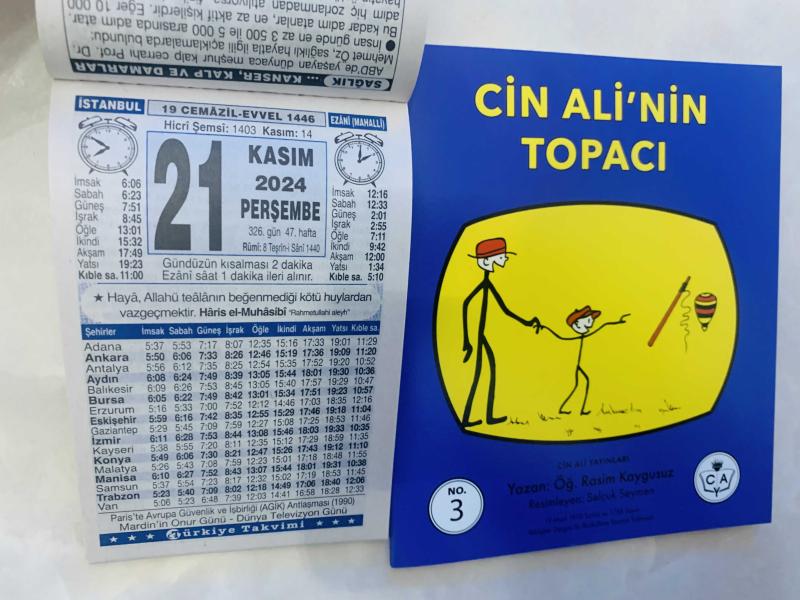 SAĞLIK ... KANSER, KALP VE DAMARLAR
ABD'de yaşayan dünyaca meşhur kalp cerrahı Prof. Dr.
Mehmet Öz, sağlıklı hayatla ilgili açıklamalarda bulundu:
● İnsan günde en az 3 500 ile 5 000 arasında adım atar.
Bu kadar adım atanlar, en az aktif kişilerdir. Eğer 10 000
adım hiç zorlanmadan atılıyorsa
İSTANBUL
19 CEMÂZİL-EVVEL 1446
EZÂNÎ (MAHALLÎ)
Hicrî Şemsî: 1403 Kasım: 14
21
KASIM
2024
PERŞEMBE
326. gün 47. hafta
Rûmî: 8 Teşrîn-i Sânî 1440
İmsak 6:06
Sabah 6:23
Güneş 7:51
İşrak 8:45
Öğle 13:01
İkindi 15:32
Akşam 17:49
Yatsı 19:23
Kıble sa. 11:00
İmsak 12:16
Sabah 12:33
Güneş 2:01
İşrak 2:55
Öğle 7:11
İkindi 9:42
Akşam 12:00
Yatsı 1:34
Kıble sa. 5:10
Gündüzün kısalması 2 dakika
Ezânî sâat 1 dakika ileri alınır.
★ Hayâ, Allahü teâlânın beğenmediği kötü huylardan
vazgeçmektir. Hâris el-Muhâsibî "Rahmetullahi aleyh"
Şehirler İmsak Sabah Güneş İşrak Öğle İkindi Akşam Yatsı Kıble sa.
Adana 5:37 5:53 7:17 8:07 12:35 15:16 17:33 19:01 11:29
Ankara 5:50 6:06 7:33 8:26 12:46 15:19 17:36 19:09 11:20
Antalya 5:56 6:12 7:35 8:25 12:54 15:35 17:52 19:20 10:52
Aydın 6:08 6:24 7:49 8:39 13:05 15:44 18:01 19:30 10:36
Balıkesir 6:09 6:26 7:53 8:45 13:05 15:40 17:57 19:29 10:47
Bursa 6:05 6:22 7:49 8:42 13:01 15:34 17:51 19:23 10:57
Erzurum 5:16 5:33 7:00 7:52 12:12 14:46 17:03 18:35 12:16
Eskişehir 5:59 6:16 7:42 8:35 12:55 15:29 17:46 19:18 11:04
Gaziantep 5:29 5:45 7:09 7:59 12:27 15:08 17:25 18:53 11:46
İzmir 6:11 6:28 7:53 8:44 13:08 15:46 18:03 19:33 10:35
Kayseri 5:38 5:55 7:20 8:11 12:35 15:12 17:29 18:59 11:35
Konya 5:49 6:06 7:30 8:21 12:47 15:26 17:43 19:12 11:10
Malatya 5:26 5:43 7:08 7:59 12:23 15:01 17:18 18:48 11:55
Manisa 6:10 6:27 7:52 8:43 13:07 15:44 18:01 19:31 10:38
Samsun 5:37 5:54 7:23 8:17 12:32 15:02 17:19 18:53 11:45
Trabzon 5:23 5:40 7:09 8:02 12:18 14:49 17:06 18:40 12:06
Van 5:06 5:23 6:48 7:39 12:03 14:41 16:58 18:28 12:33
Paris'te Avrupa Güvenlik ve İşbirliği (AGİK) Antlaşması (1990)
Mardin'in Onur Günü - Dünya Televizyon Günü
Türkiye Takvimi
CİN ALİ'NİN
TOPACI
CİN ALİ YAYINLARI
Yazan: Öğ. Rasim Kaygusuz
Resimleyen: Selçuk Seymen
NO.
3
C A